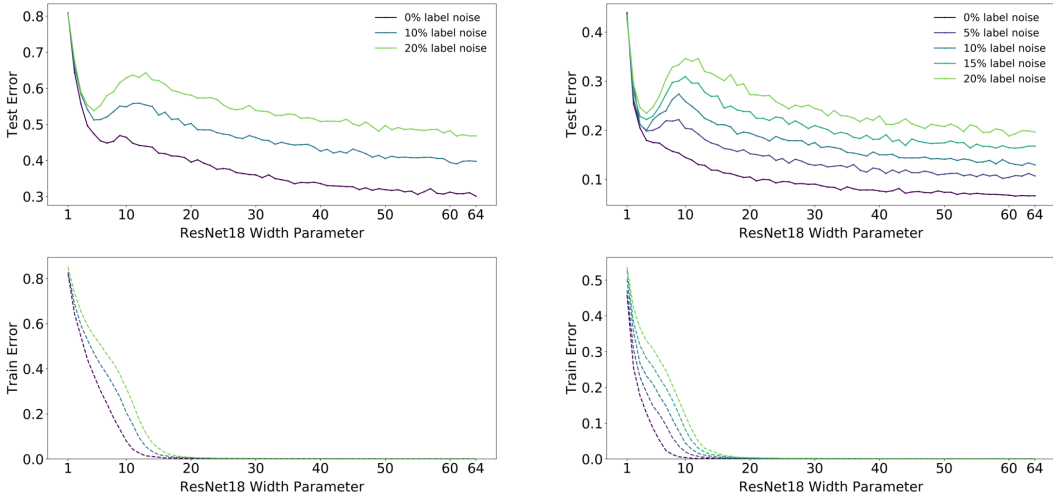 0.8
0.7
0.6
0.5
0.4
0.3
Test Error
0% label noise
10% label noise
20% label noise
1 10 20 30 40 50 60 64
ResNet18 Width Parameter
0.4
0.3
0.2
0.1
Test Error
0% label noise
5% label noise
10% label noise
15% label noise
20% label noise
1 10 20 30 40 50 60 64
ResNet18 Width Parameter
0.8
0.6
0.4
0.2
0.0
Train Error
1 10 20 30 40 50 60 64
ResNet18 Width Parameter
0.5
0.4
0.3
0.2
0.1
0.0
Train Error
1 10 20 30 40 50 60 64
ResNet18 Width Parameter